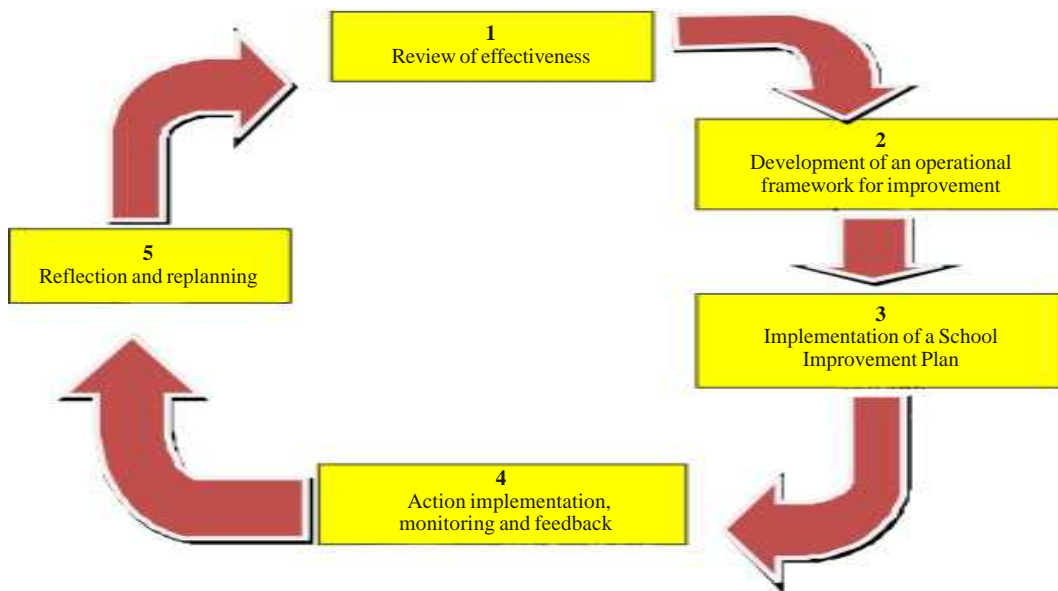 1
Review of effectiveness
2
Development of an operational
framework for improvement
3
Implementation of a School
Improvement Plan
4
Action implementation,
monitoring and feedback
5
Reflection and replanning